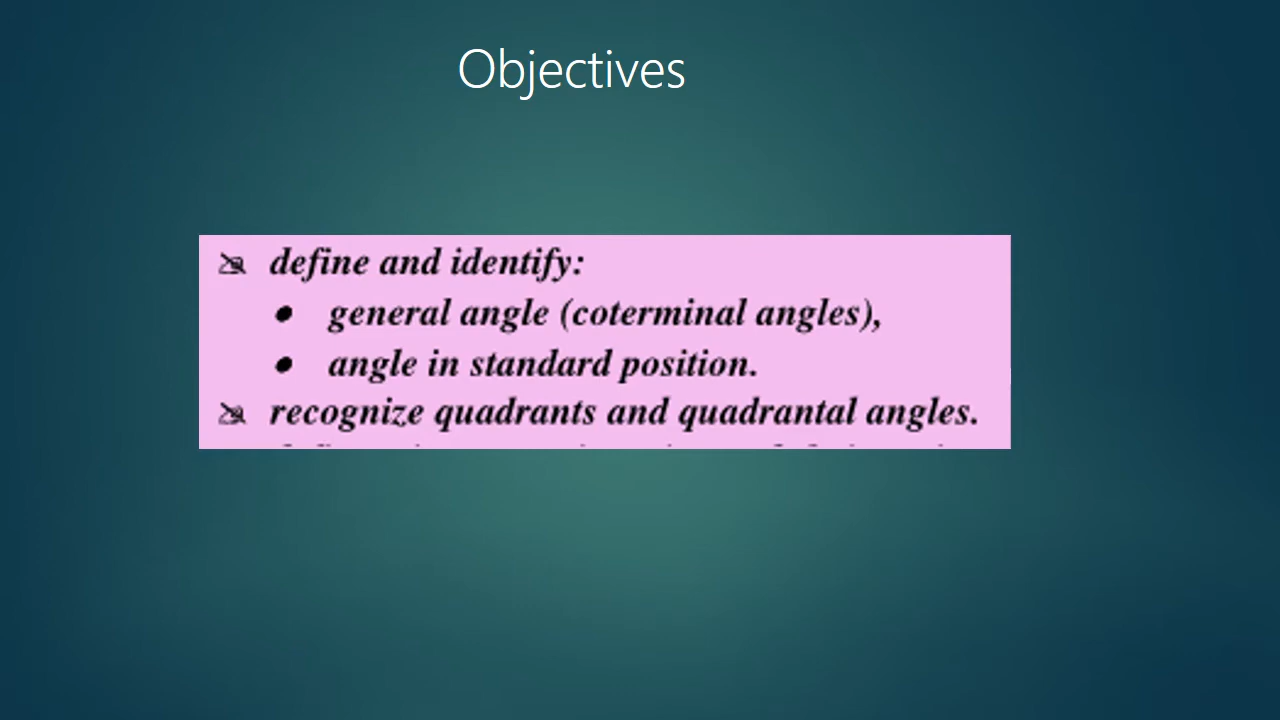 Objectives
define and identify:
• general angle (coterminal angles),
• angle in standard position.
recognize quadrants and quadrantal angles.